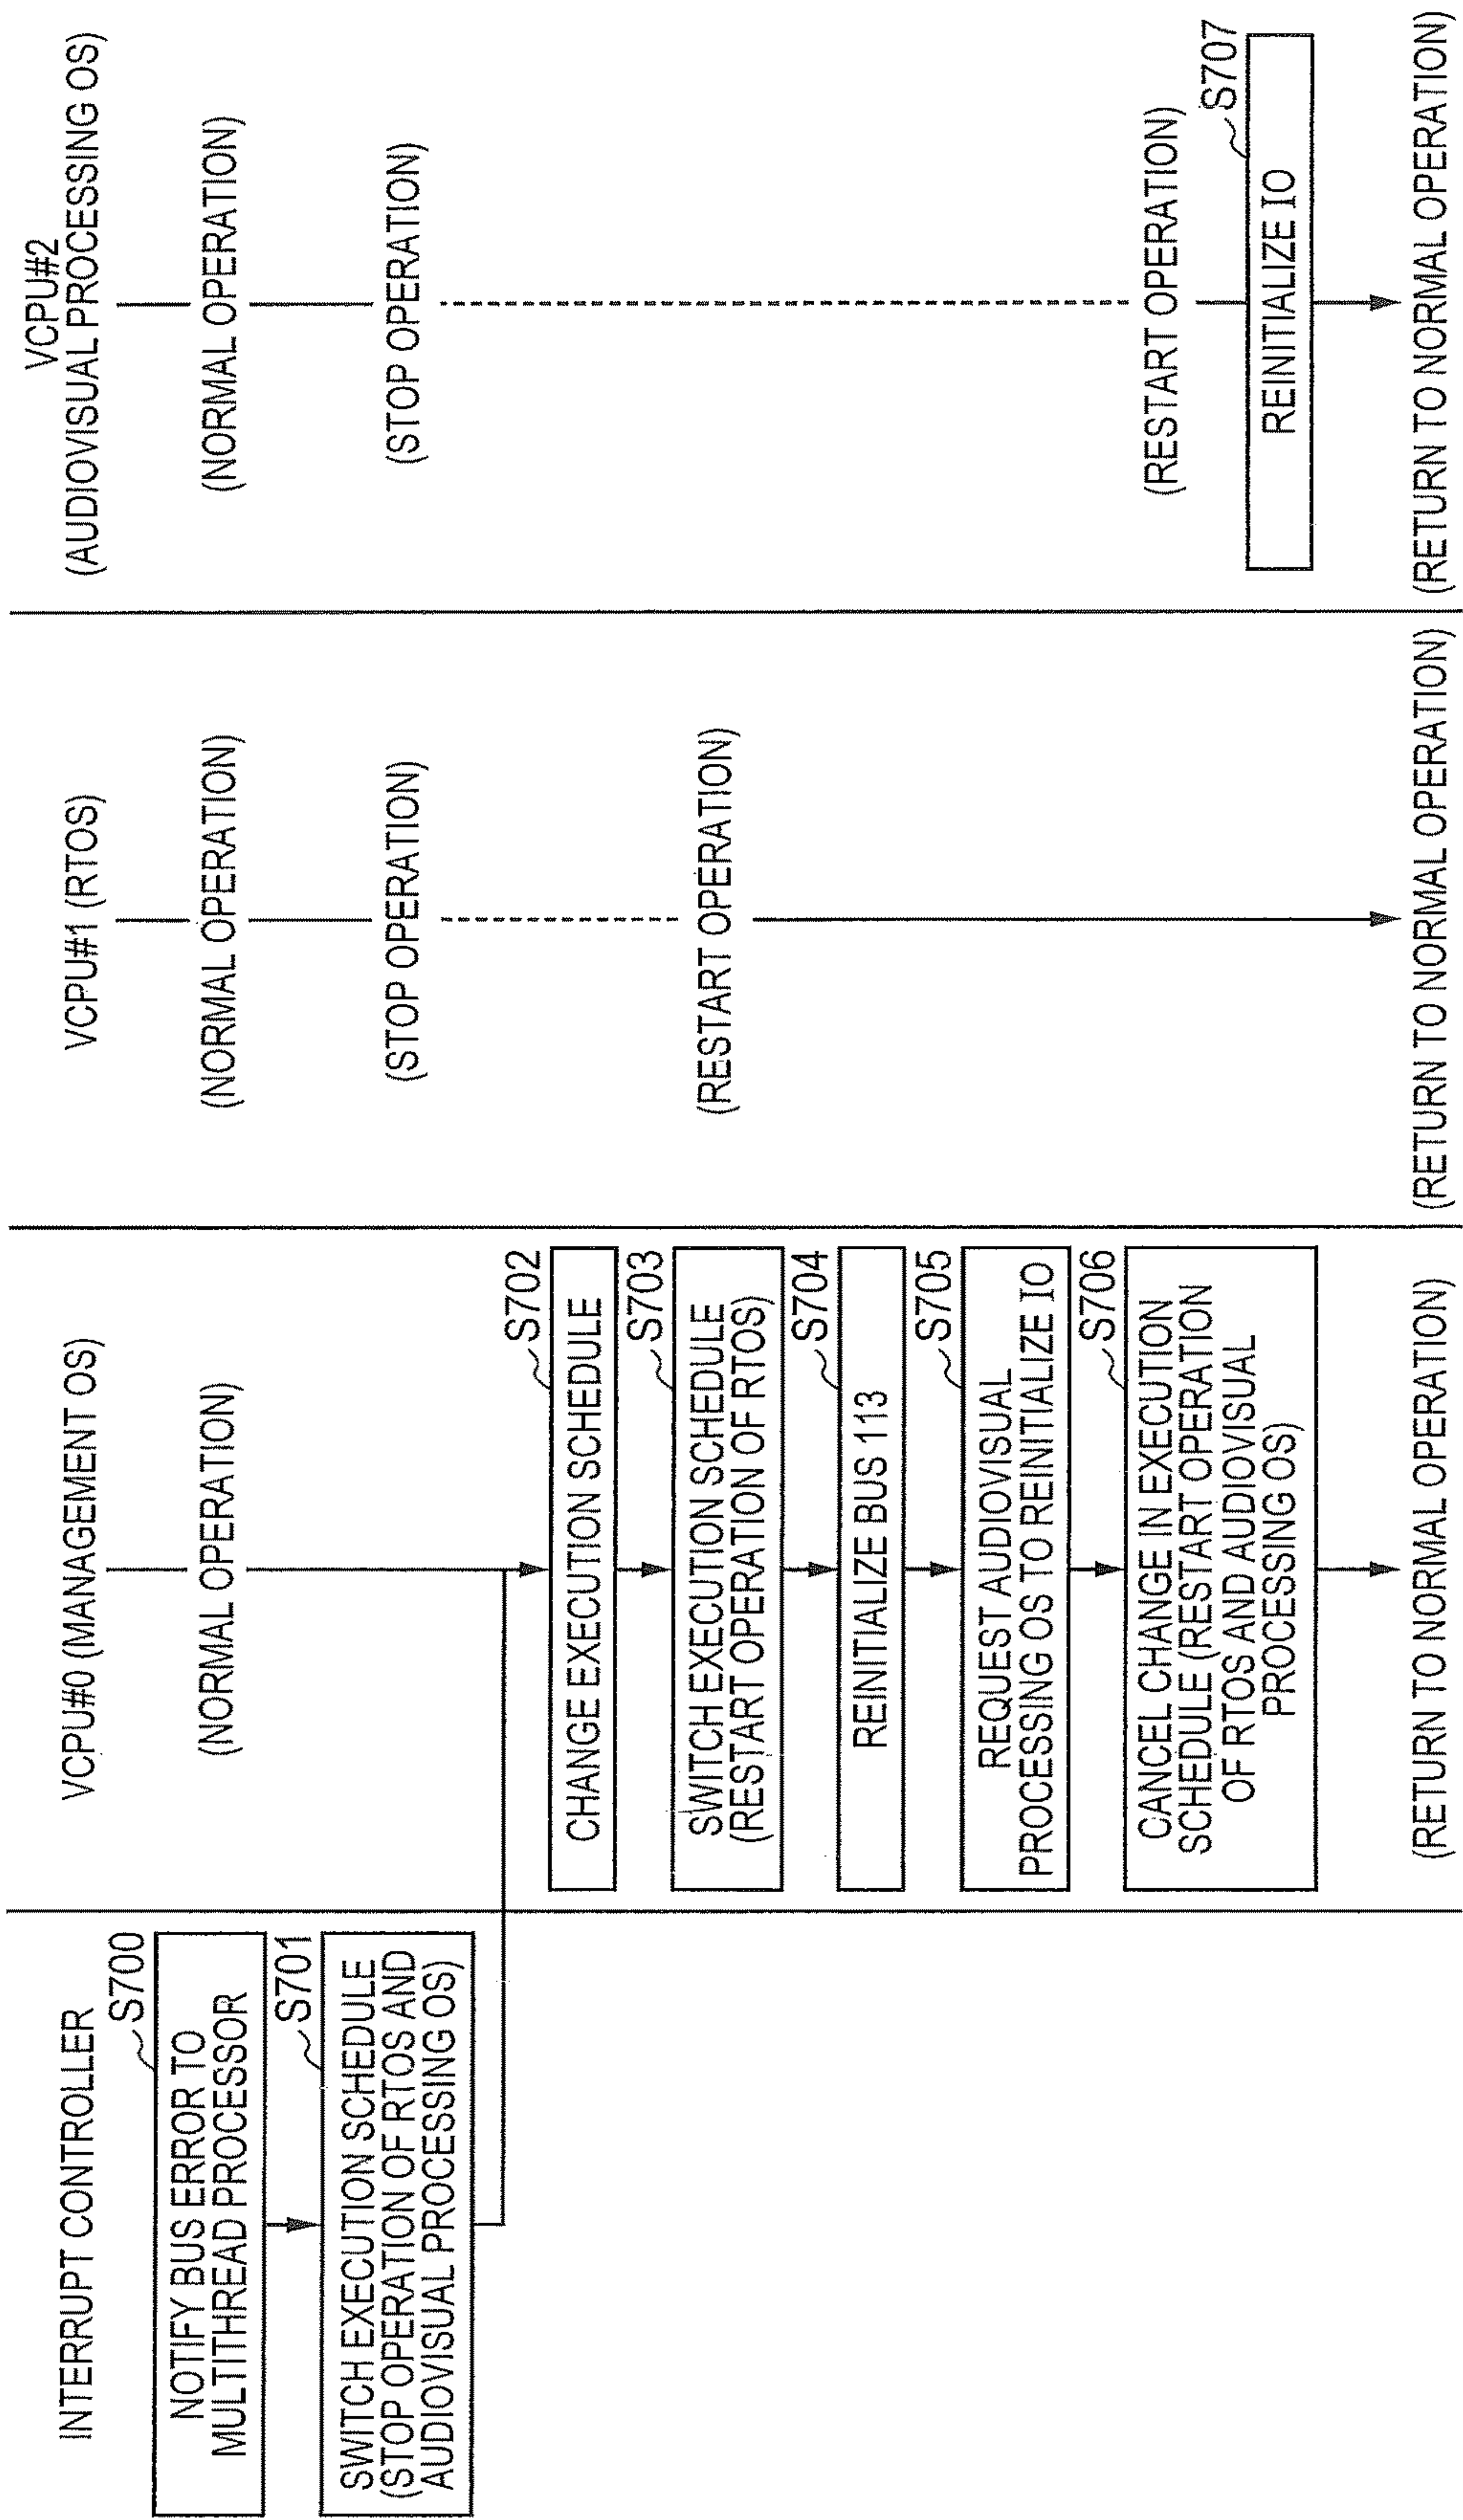 INTERRUPT CONTROLLER
S700
NOTIFY BUS ERROR TO
MULTITHREAD PROCESSOR
S701
SWITCH EXECUTION SCHEDULE
(STOP OPERATION OF RTOS AND
AUDIOVISUAL PROCESSING OS)
VCPU#0 (MANAGEMENT OS)
(NORMAL OPERATION)
S702
CHANGE EXECUTION SCHEDULE
S703
SWITCH EXECUTION SCHEDULE
(RESTART OPERATION OF RTOS)
S704
REINITIALIZE BUS 113
S705
REQUEST AUDIOVISUAL
PROCESSING OS TO REINITIALIZE IO
S706
CANCEL CHANGE IN EXECUTION
SCHEDULE (RESTART OPERATION
OF RTOS AND AUDIOVISUAL
PROCESSING OS)
(RETURN TO NORMAL OPERATION)
VCPU#1 (RTOS)
(NORMAL OPERATION)
(STOP OPERATION)
(RESTART OPERATION)
(RETURN TO NORMAL OPERATION)
VCPU#2
(AUDIOVISUAL PROCESSING OS)
(NORMAL OPERATION)
(STOP OPERATION)
(RESTART OPERATION)
S707
REINITIALIZE IO
(RETURN TO NORMAL OPERATION)